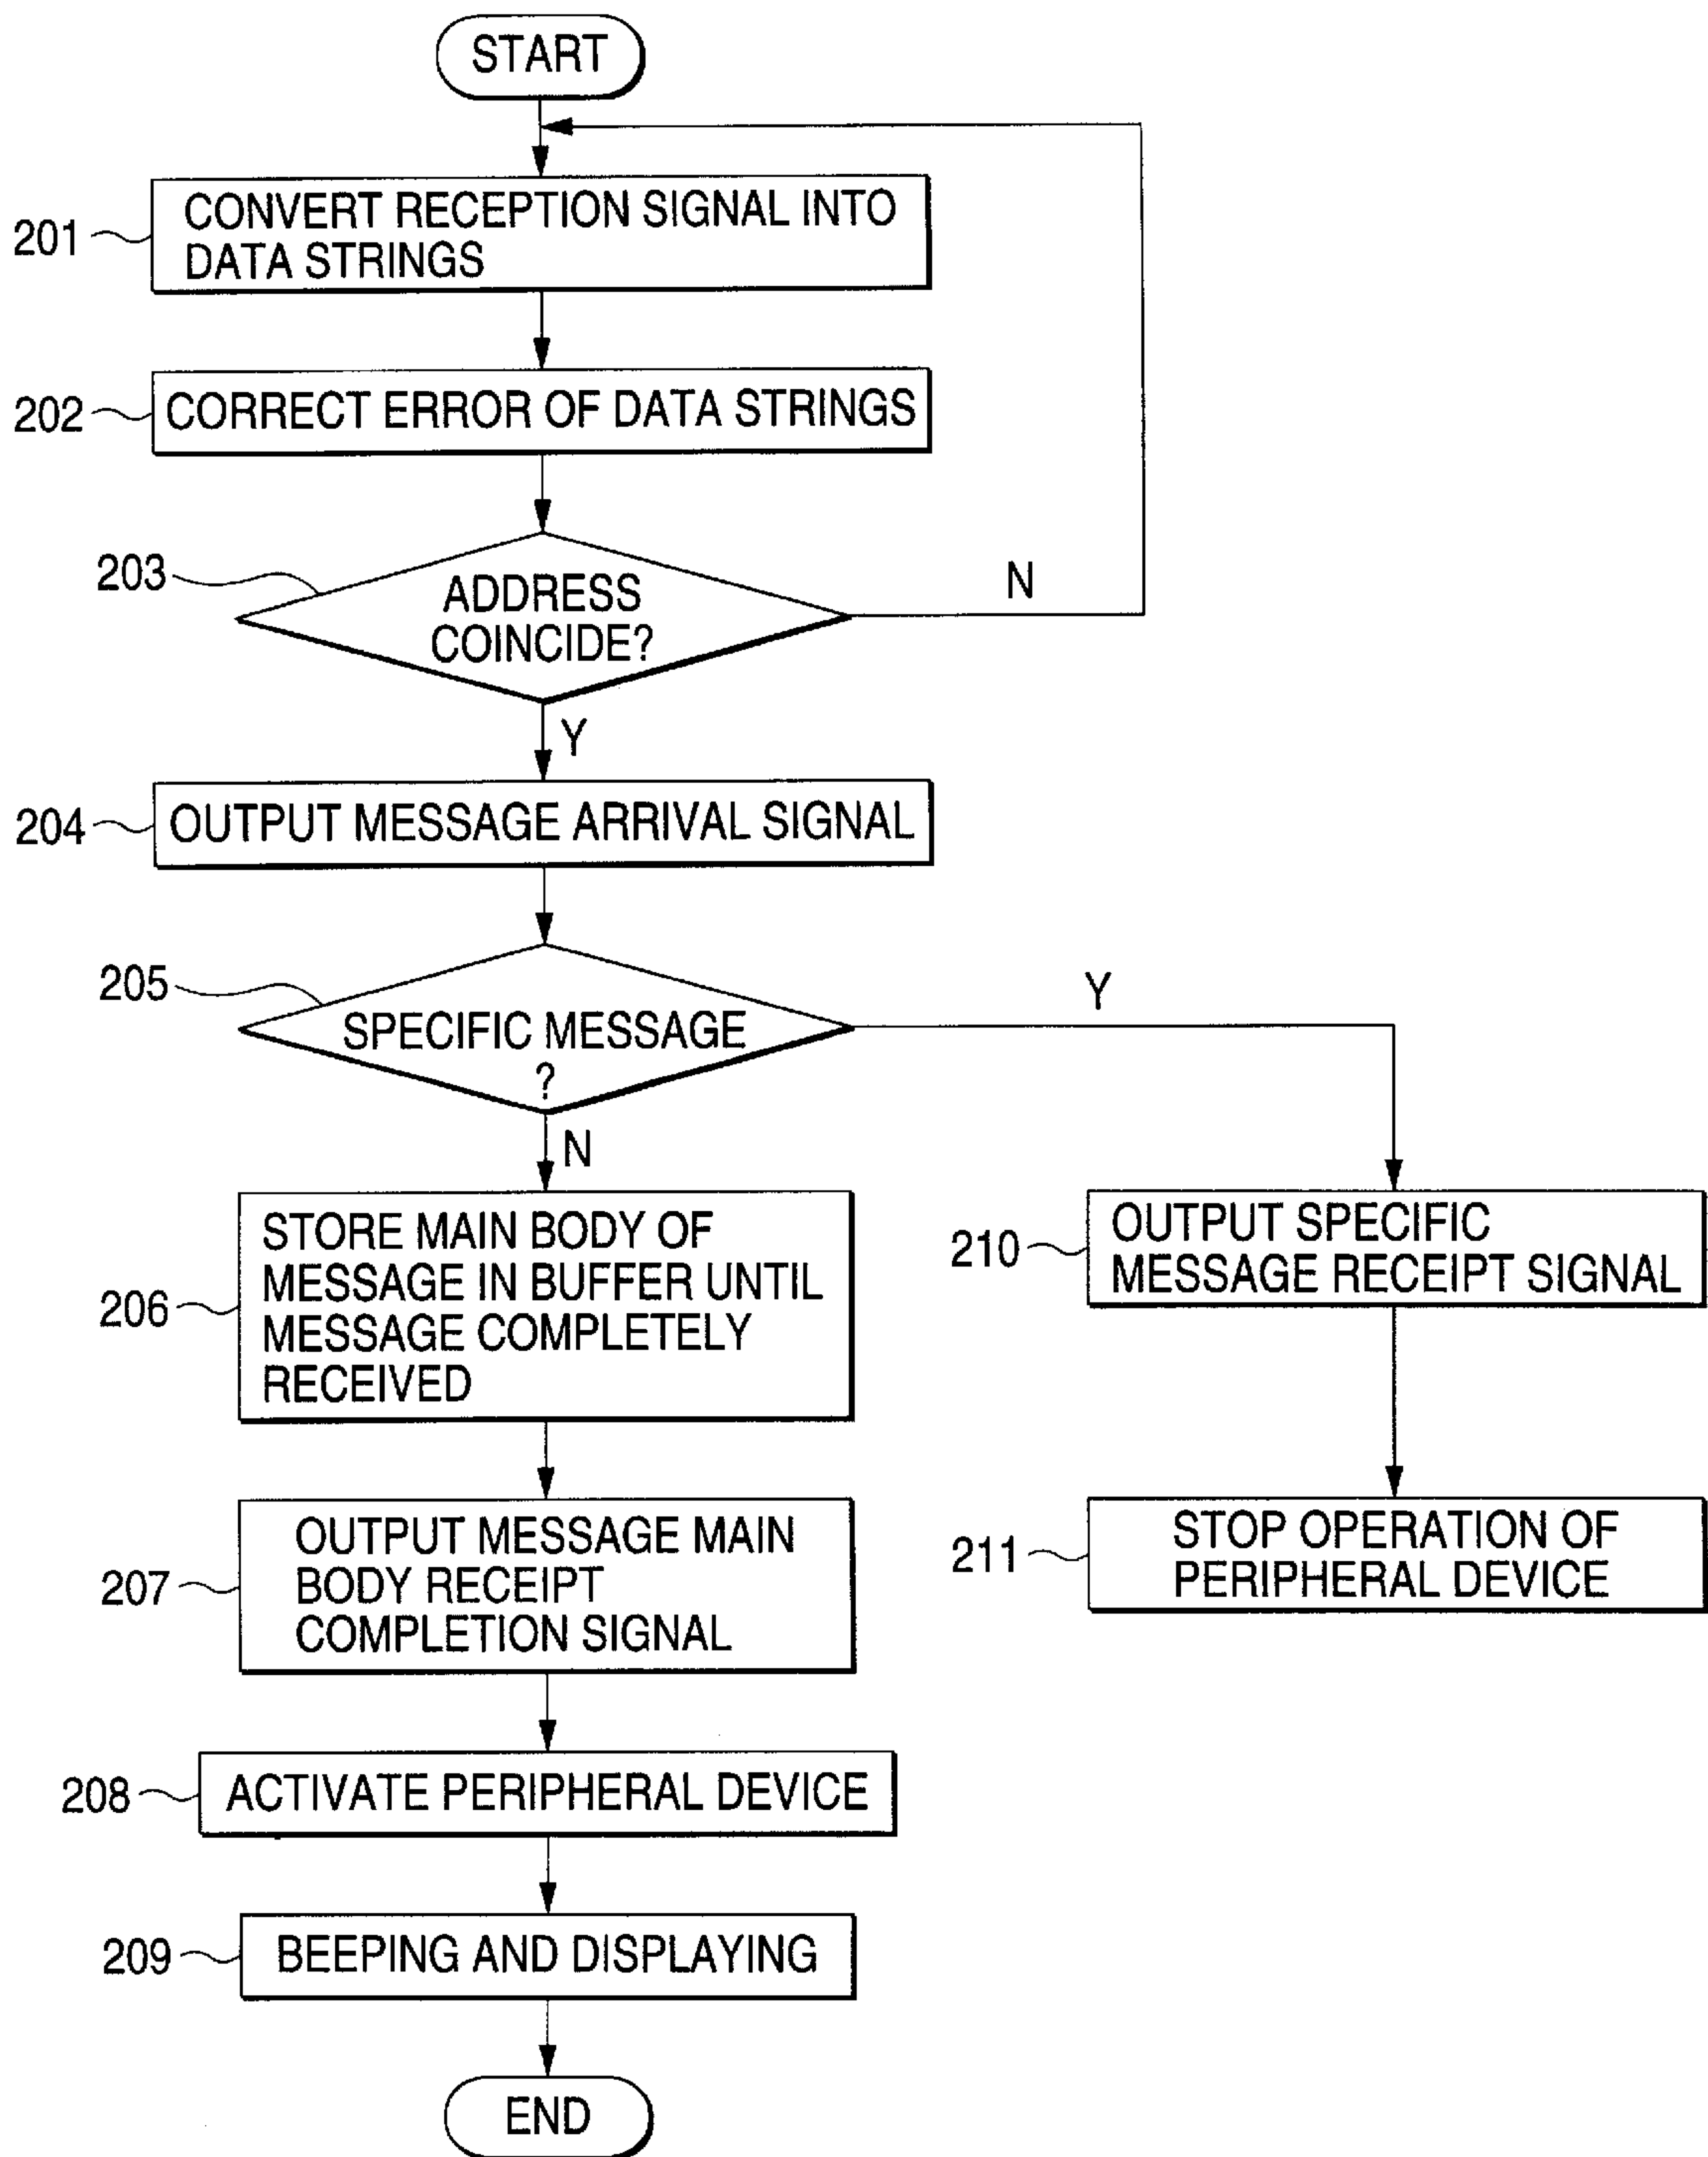 START
201
CONVERT RECEPTION SIGNAL INTO
DATA STRINGS
202
CORRECT ERROR OF DATA STRINGS
203
ADDRESS
COINCIDE?
N
Y
204
OUTPUT MESSAGE ARRIVAL SIGNAL
205
SPECIFIC MESSAGE
?
Y
N
206
STORE MAIN BODY OF
MESSAGE IN BUFFER UNTIL
MESSAGE COMPLETELY
RECEIVED
210
OUTPUT SPECIFIC
MESSAGE RECEIPT SIGNAL
207
OUTPUT MESSAGE MAIN
BODY RECEIPT
COMPLETION SIGNAL
211
STOP OPERATION OF
PERIPHERAL DEVICE
208
ACTIVATE PERIPHERAL DEVICE
209
BEEPING AND DISPLAYING
END